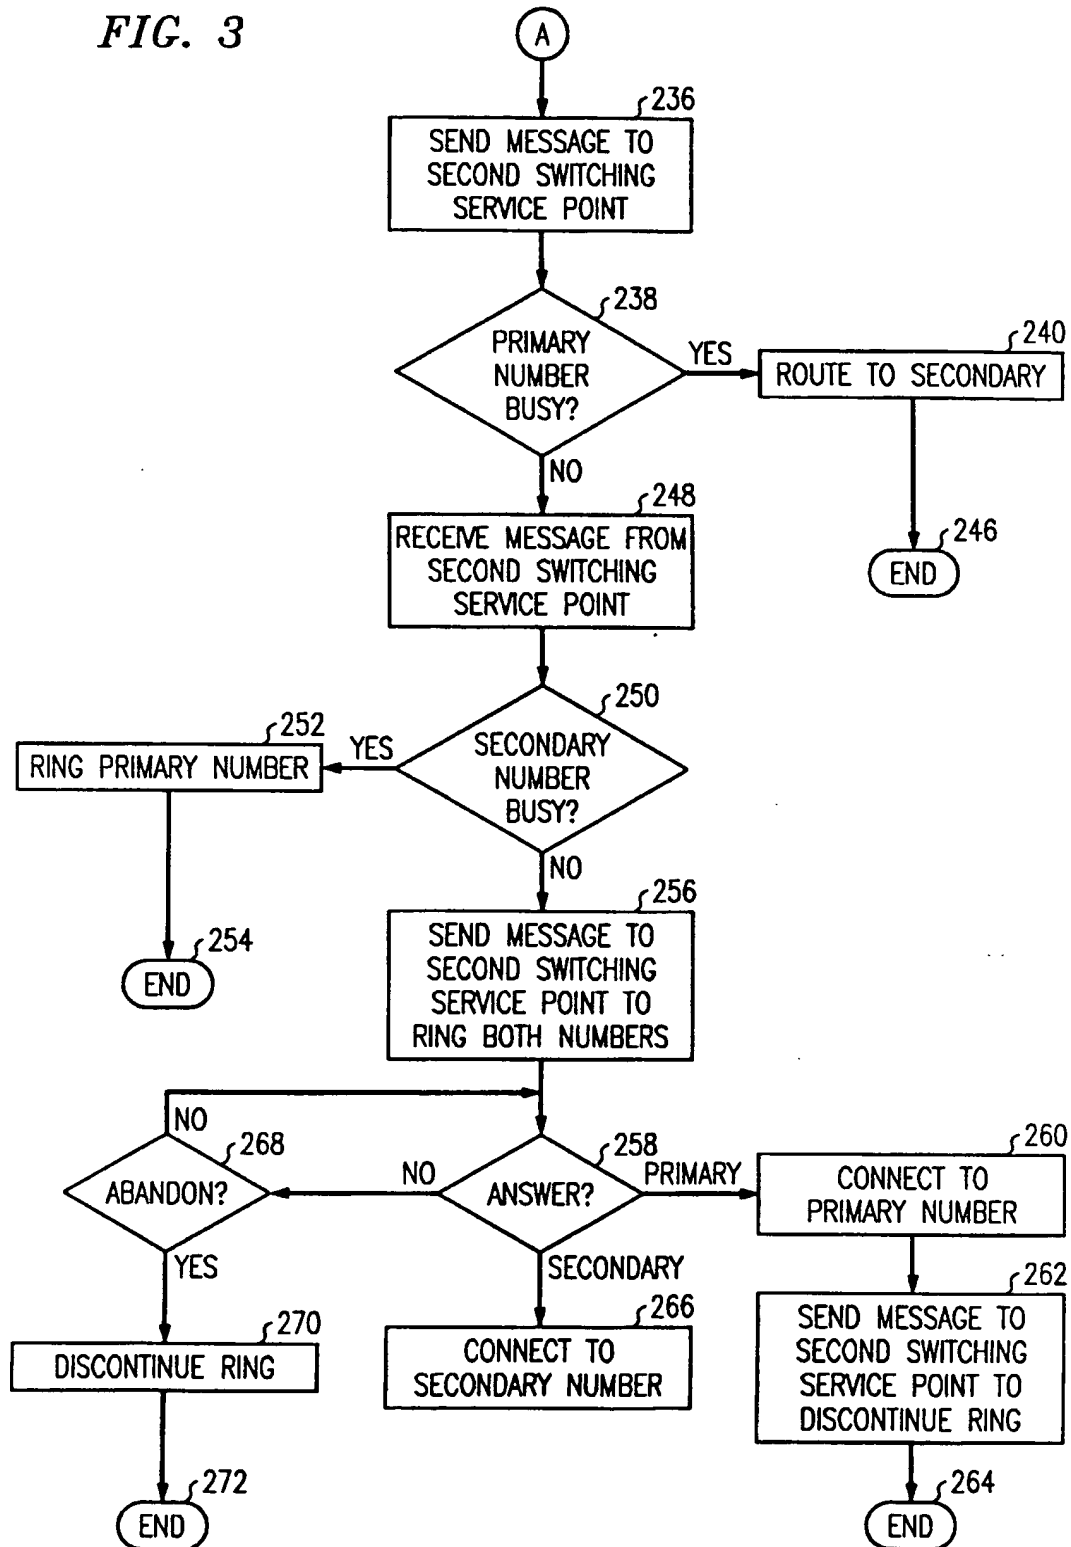 FIG. 3
A
236
SEND MESSAGE TO
SECOND SWITCHING
SERVICE POINT
238
PRIMARY
NUMBER
BUSY?
YES
240
ROUTE TO SECONDARY
NO
246
END
248
RECEIVE MESSAGE FROM
SECOND SWITCHING
SERVICE POINT
250
SECONDARY
NUMBER
BUSY?
YES
252
RING PRIMARY NUMBER
254
END
NO
256
SEND MESSAGE TO
SECOND SWITCHING
SERVICE POINT TO
RING BOTH NUMBERS
NO
268
ABANDON?
NO
258
ANSWER?
PRIMARY
260
CONNECT TO
PRIMARY NUMBER
YES
SECONDARY
262
SEND MESSAGE TO
SECOND SWITCHING
SERVICE POINT TO
DISCONTINUE RING
270
DISCONTINUE RING
266
CONNECT TO
SECONDARY NUMBER
272
END
264
END